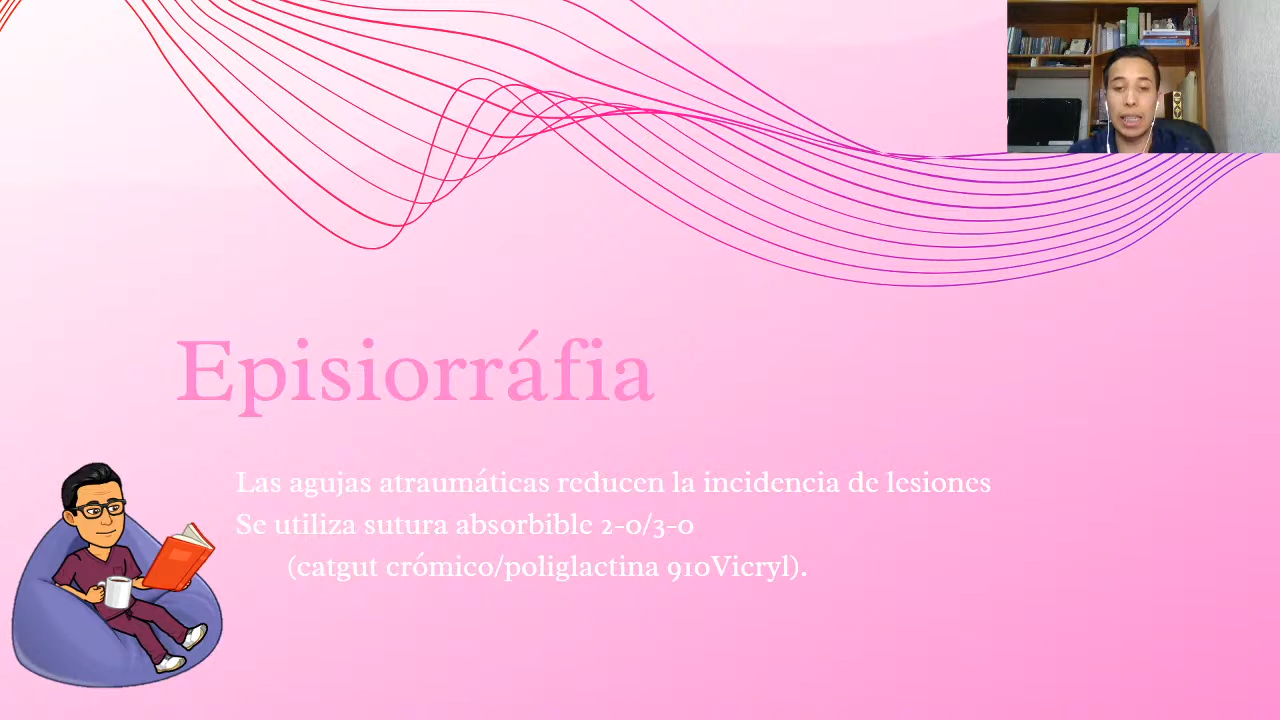 Episiorráfia
Las agujas atraumáticas reducen la incidencia de lesiones
Se utiliza sutura absorbible 2-0/3-0
(catgut crómico/poliglactina 910Vicryl).